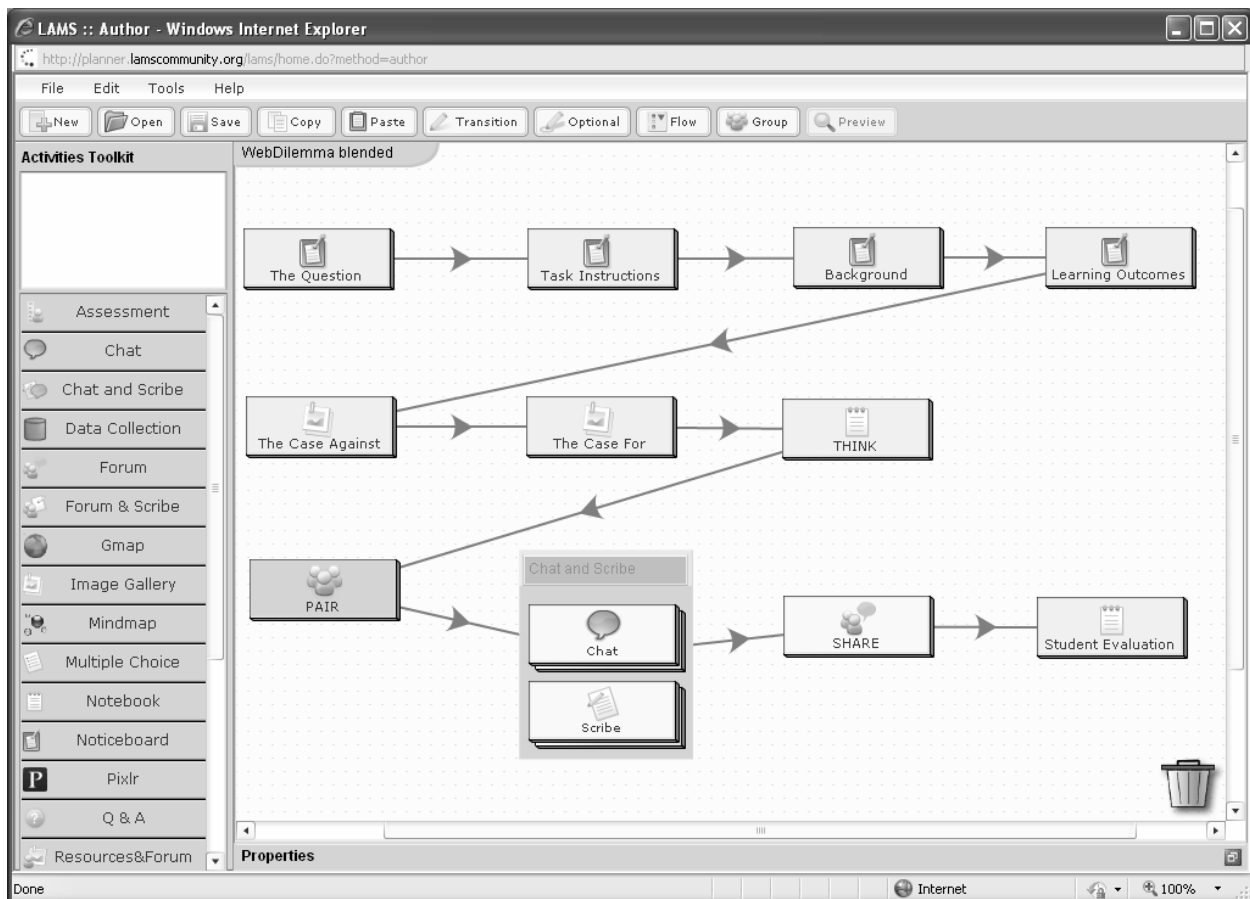 LAMS :: Author - Windows Internet Explorer
http://planner.lamscommunity.org/lams/home.do?method=author
File Edit Tools Help
New Open Save Copy Paste Transition Optional Flow Group Preview
Activities Toolkit
WebDilemma blended
The Question
Task Instructions
Background
Learning Outcomes
Assessment
Chat
Chat and Scribe
Data Collection
Forum
Forum & Scribe
Gmap
Image Gallery
Mindmap
Multiple Choice
Notebook
Noticeboard
P Pixlr
Q & A
Resources&Forum
The Case Against
The Case For
THINK
PAIR
Chat and Scribe
Chat
Scribe
SHARE
Student Evaluation
Properties
Done
Internet
100%